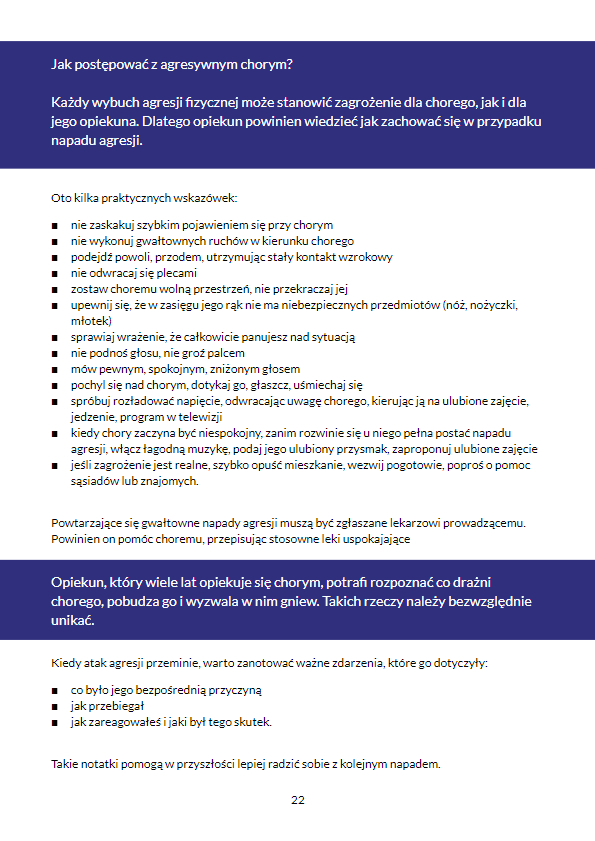 Jak postępować z agresywnym chorym?
Każdy wybuch agresji fizycznej może stanowić zagrożenie dla chorego, jak i dla
jego opiekuna. Dlatego opiekun powinien wiedzieć jak zachować się w przypadku
napadu agresji.
Oto kilka praktycznych wskazówek:
■ nie zaskakuj szybkim pojawieniem się przy chorym
■ nie wykonuj gwałtownych ruchów w kierunku chorego
■ podejdź powoli, przodem, utrzymując stały kontakt wzrokowy
■ nie odwracaj się plecami
■ zostaw choremu wolną przestrzeń, nie przekraczaj jej
■ upewnij się, że w zasięgu jego rąk nie ma niebezpiecznych przedmiotów (nóż, nożyczki,
młotek)
■ sprawiaj wrażenie, że całkowicie panujesz nad sytuacją
■ nie podnoś głosu, nie groź palcem
■ mów pewnym, spokojnym, zniżonym głosem
■ pochyl się nad chorym, dotykaj go, głaszcz, uśmiechaj się
■ spróbuj rozładować napięcie, odwracając uwagę chorego, kierując ją na ulubione zajęcie,
jedzenie, program w telewizji
■ kiedy chory zaczyna być niespokojny, zanim rozwinie się u niego pełna postać napadu
agresji, włącz łagodną muzykę, podaj jego ulubiony przysmak, zaproponuj ulubione zajęcie
■ jeśli zagrożenie jest realne, szybko opuść mieszkanie, wezwij pogotowie, poproś o pomoc
sąsiadów lub znajomych.
Powtarzające się gwałtowne napady agresji muszą być zgłaszane lekarzowi prowadzącemu.
Powinien on pomóc choremu, przepisując stosowne leki uspokajające
Opiekun, który wiele lat opiekuje się chorym, potrafi rozpoznać co drażni
chorego, pobudza go i wyzwala w nim gniew. Takich rzeczy należy bezwzględnie
unikać.
Kiedy atak agresji przeminie, warto zanotować ważne zdarzenia, które go dotyczyły:
■ co było jego bezpośrednią przyczyną
■ jak przebiegał
■ jak zareagowałeś i jaki był tego skutek.
Takie notatki pomogą w przyszłości lepiej radzić sobie z kolejnym napadem.
22